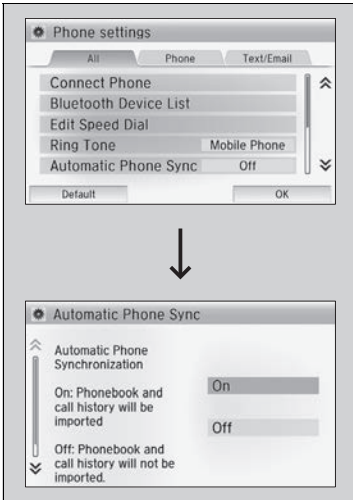 Phone settings
All Phone Text/Email
Connect Phone
Bluetooth Device List
Edit Speed Dial
Ring Tone Mobile Phone
Automatic Phone Sync Off
Default OK
Automatic Phone Sync
Automatic Phone
Synchronization
On: Phonebook and
call history will be
imported
Off: Phonebook and
call history will not be
imported.
On
Off